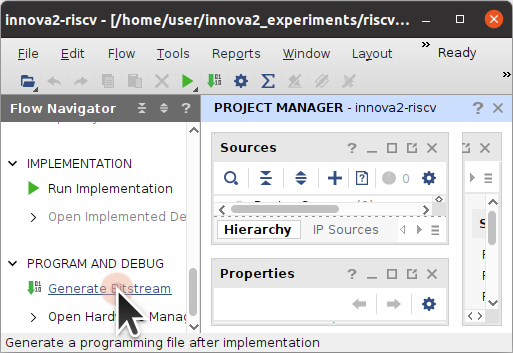 innova2-riscv - [/home/user/innova2_experiments/riscv...
File Edit Flow Tools Reports Window Layout » Ready
Flow Navigator
PROJECT MANAGER - innova2-riscv
IMPLEMENTATION
Run Implementation
Open Implemented De
PROGRAM AND DEBUG
Generate Bitstream
Open Hardware Manag
Sources
0
Hierarchy
IP Sources
Properties
Generate a programming file after implementation